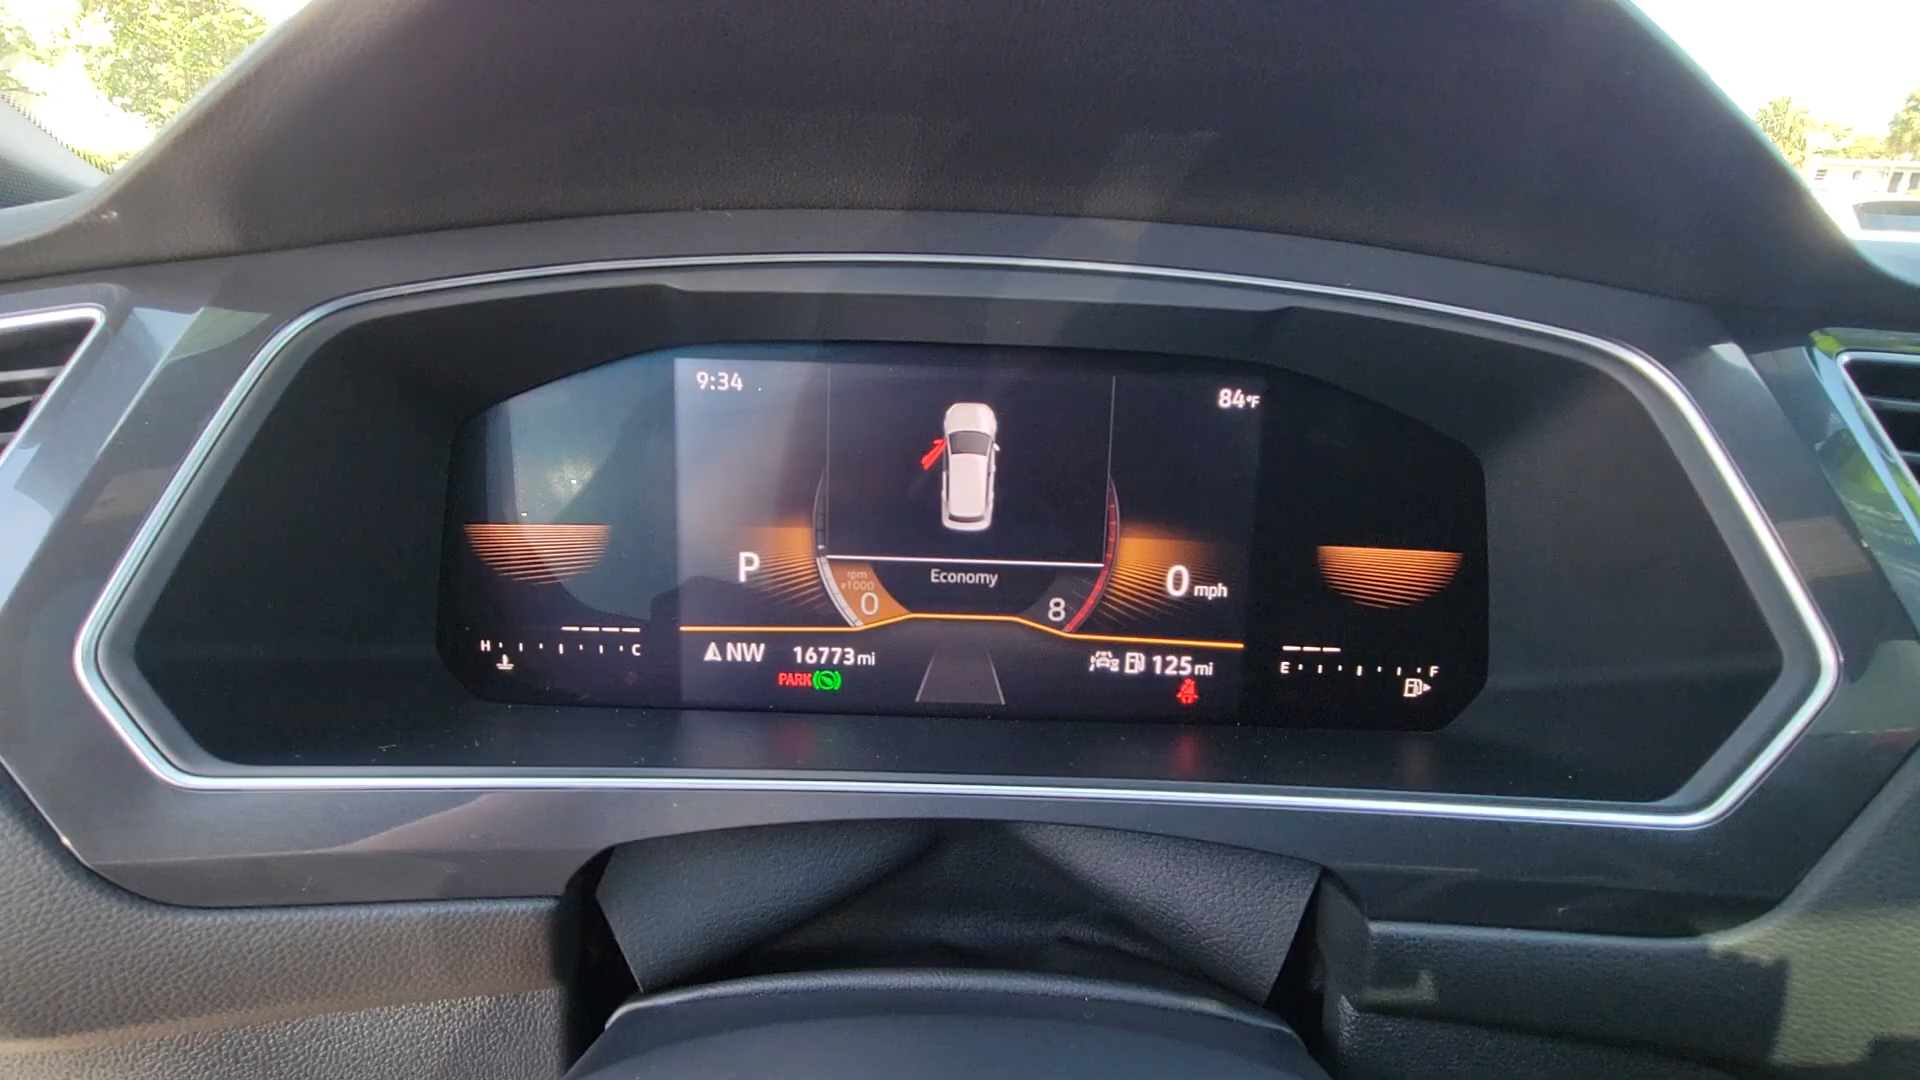 9:34
84°F
P
rpm
x1000
0
Economy
8
0 mph
H
C
NW
16773 mi
125 mi
E
F
PARK